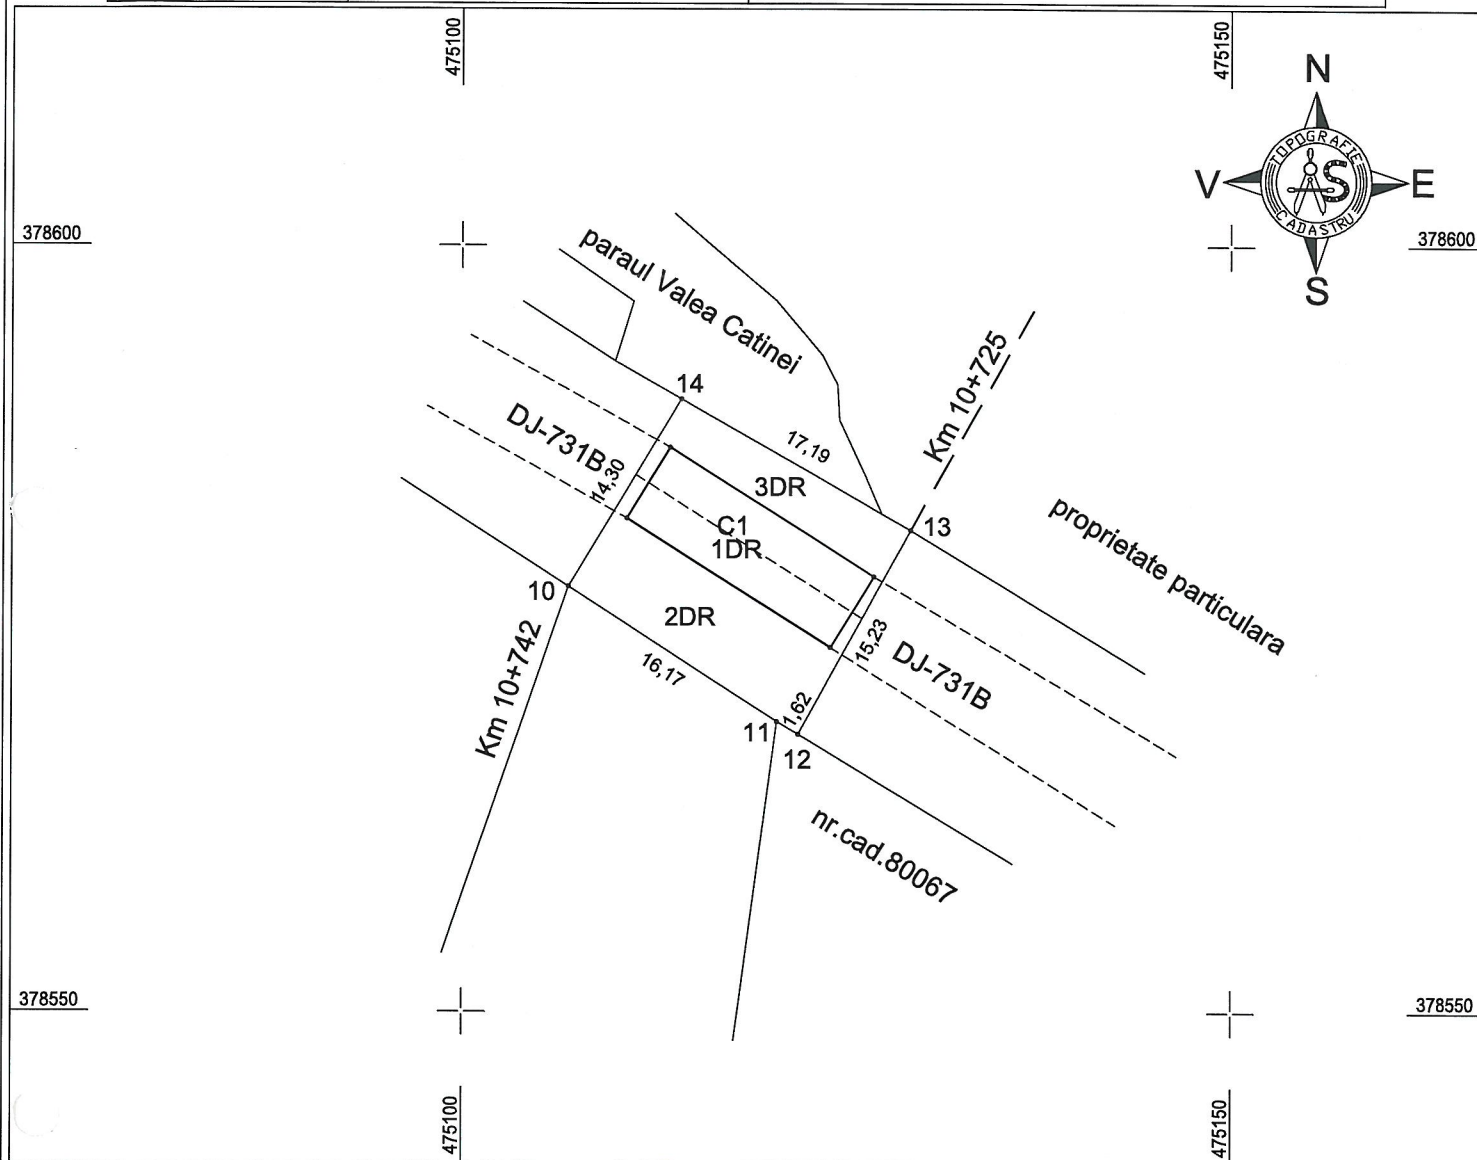 475100
475150
N
TOPOGRAFIE
V
AS
E
CADASTRU
S
378600
378600
paraul Valea Catinei
Km 10+725
14
17,19
DJ-731B
14,30
3DR
C1
1DR
13
proprietate particulara
10
2DR
15,23
DJ-731B
Km 10+742
16,17
1,62
11
12
nr.cad.80067
378550
378550
475100
475150